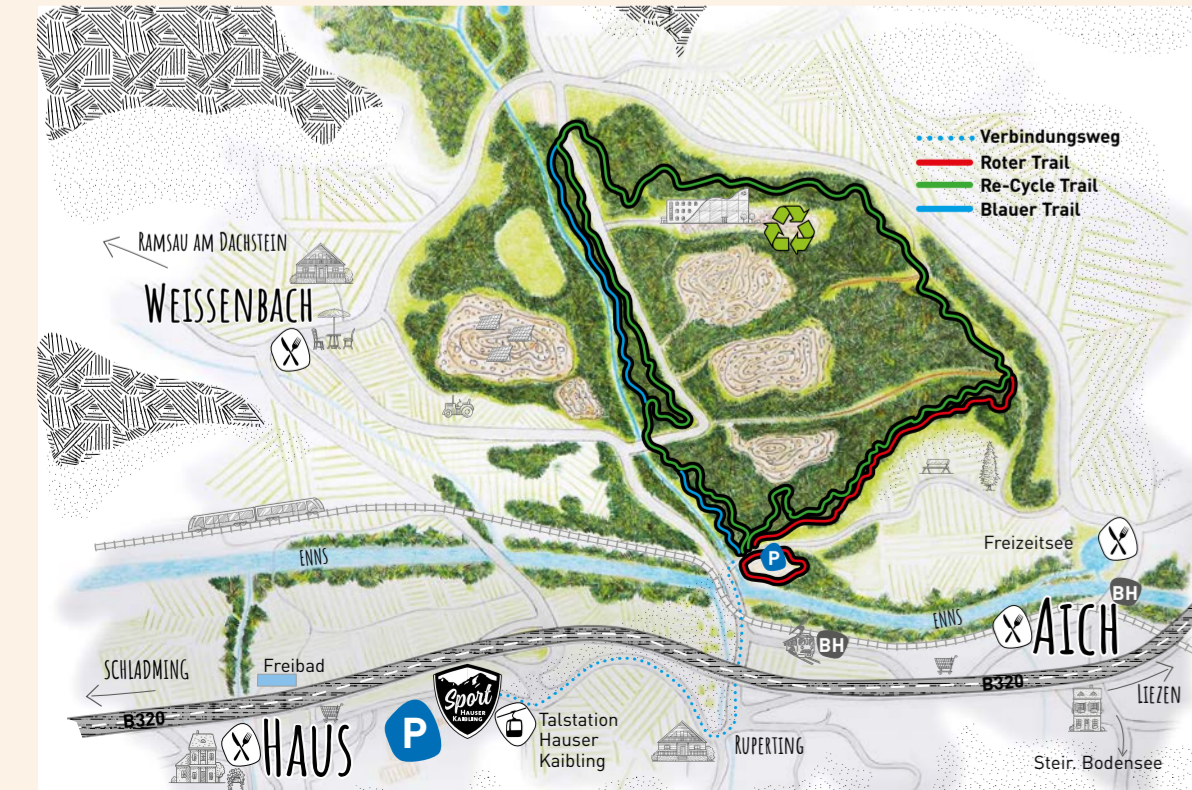 Verbindungsweg
Roter Trail
Re-Cycle Trail
Blauer Trail
RAMSAU AM DACHSTEIN
WEISSENBACH
ENNS
P
Freizeitsee
BH
ENNS
AICH
BH
SCHLADMING
Freibad
B320
B320
LIEZEN
Sport
HAUSER
KAIBLING
P
Talstation
Hauser
Kaibling
HAUS
RUPERTING
Steir. Bodensee